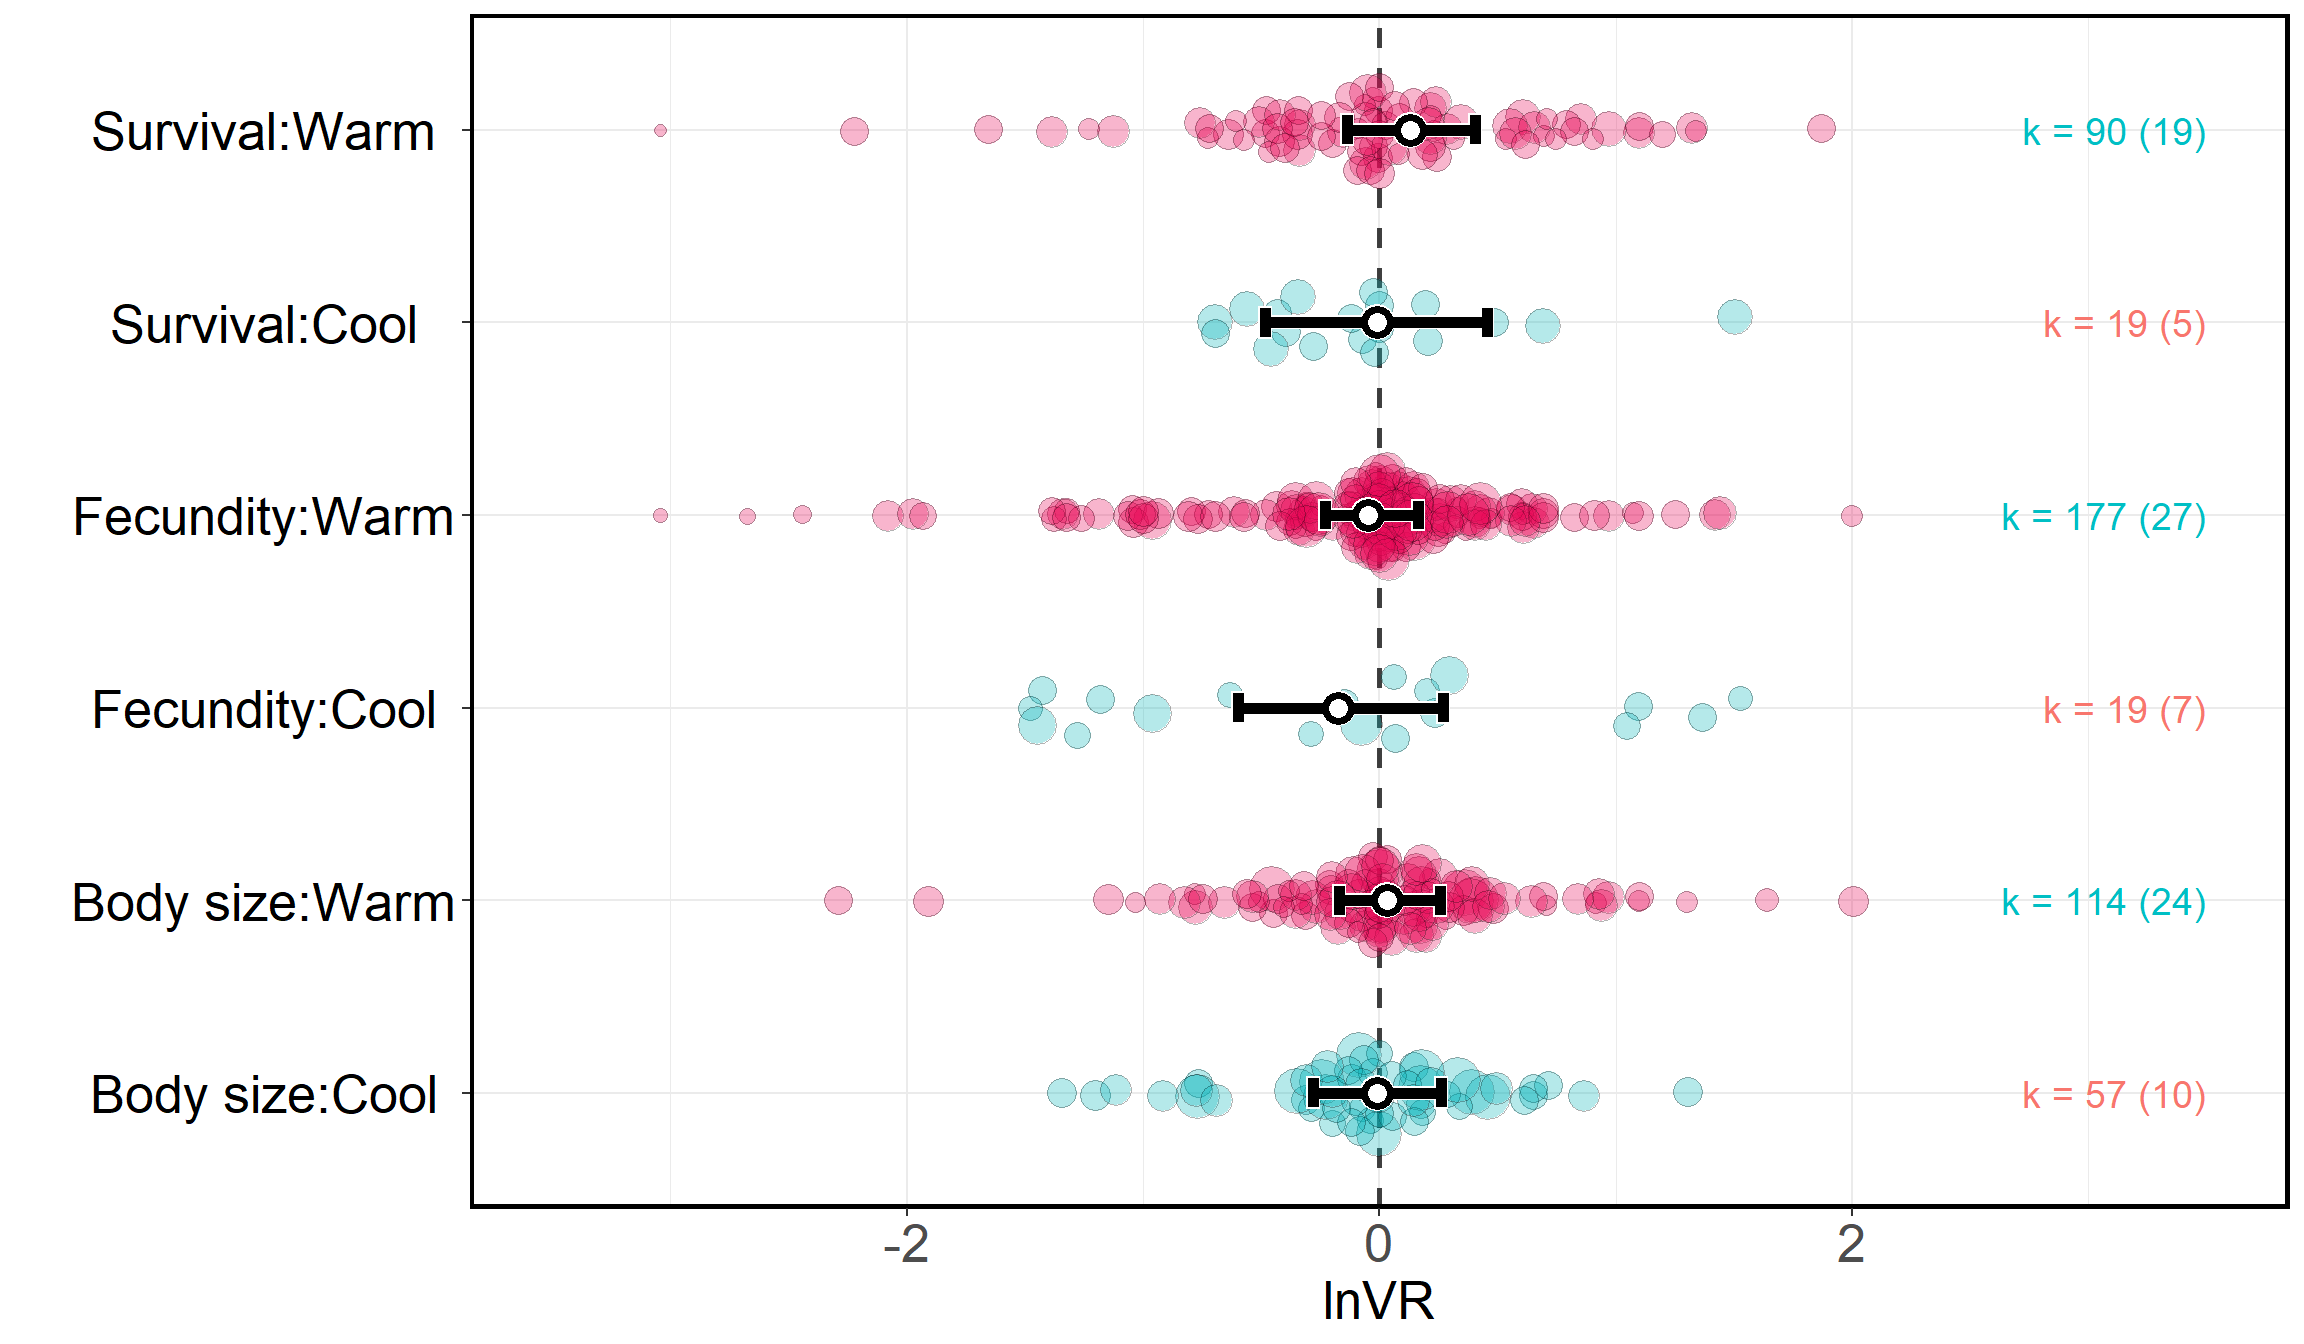 Survival:Warm k = 90 (19)
Survival:Cool k = 19 (5)
Fecundity:Warm k = 177 (27)
Fecundity:Cool k = 19 (7)
Body size:Warm k = 114 (24)
Body size:Cool k = 57 (10)
-2 0 2
lnVR